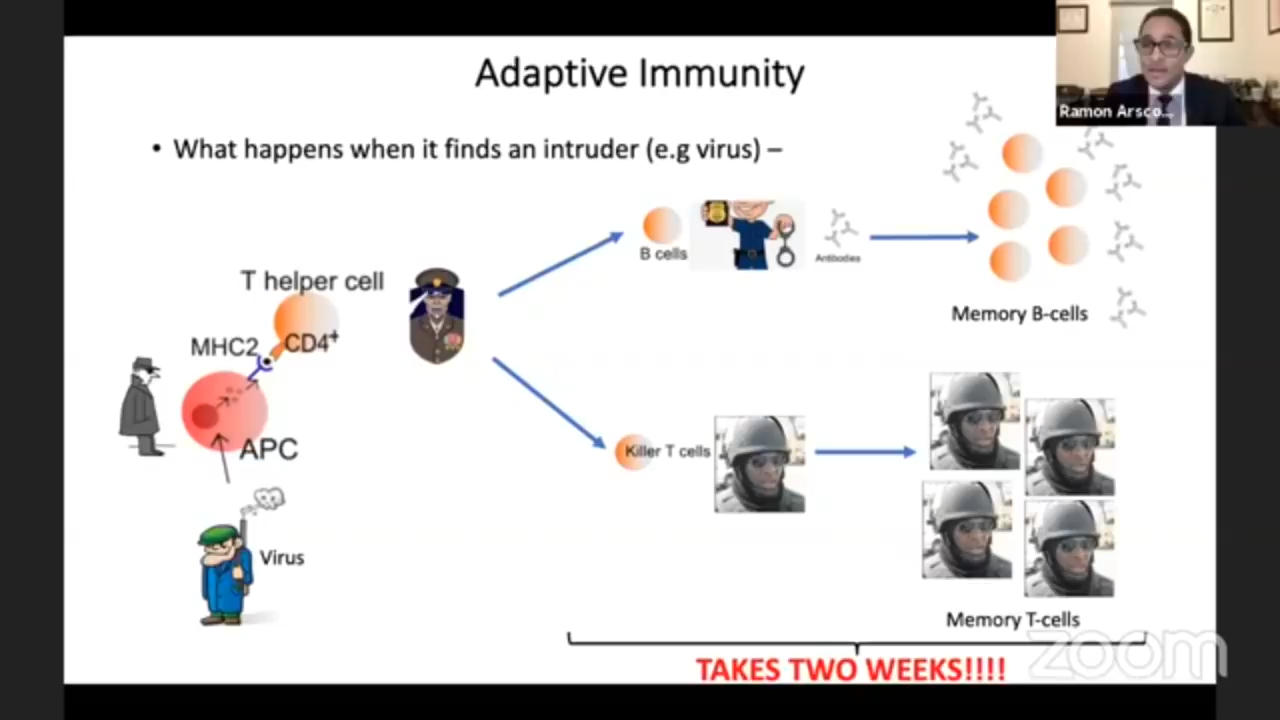 Adaptive Immunity
Ramon Arsco...
• What happens when it finds an intruder (e.g virus) –
B cells
Antibodies
T helper cell
Memory B-cells
MHC2
CD4+
APC
Killer T cells
Virus
Memory T-cells
zoom
TAKES TWO WEEKS!!!!